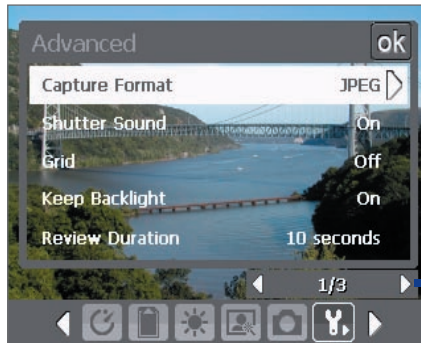 Advanced ok
Capture Format JPEG
Shutter Sound On
Grid Off
Keep Backlight On
Review Duration 10 seconds
1/3